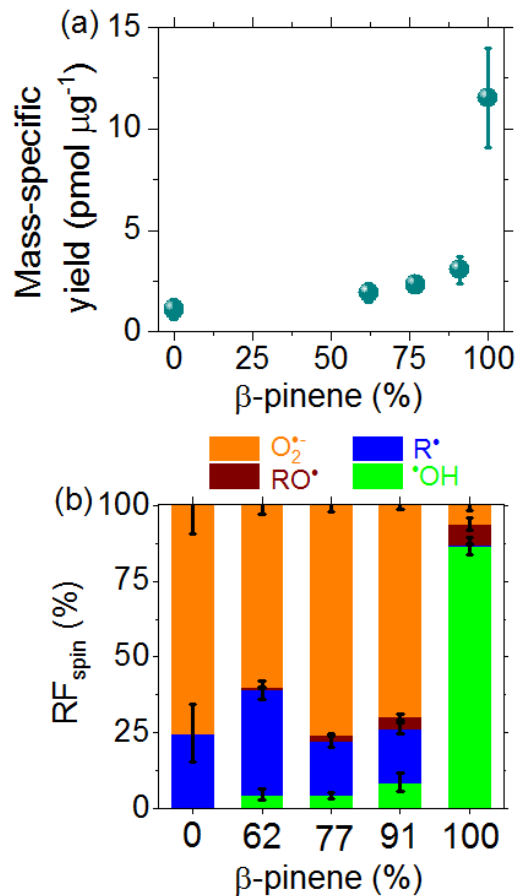 (a)
15
10
5
0
Mass-specific
yield (pmol μg⁻¹)
0 25 50 75 100
β-pinene (%)
O₂•⁻ R•
RO• •OH
(b)
100
75
50
25
0
RF_spin (%)
0 62 77 91 100
β-pinene (%)